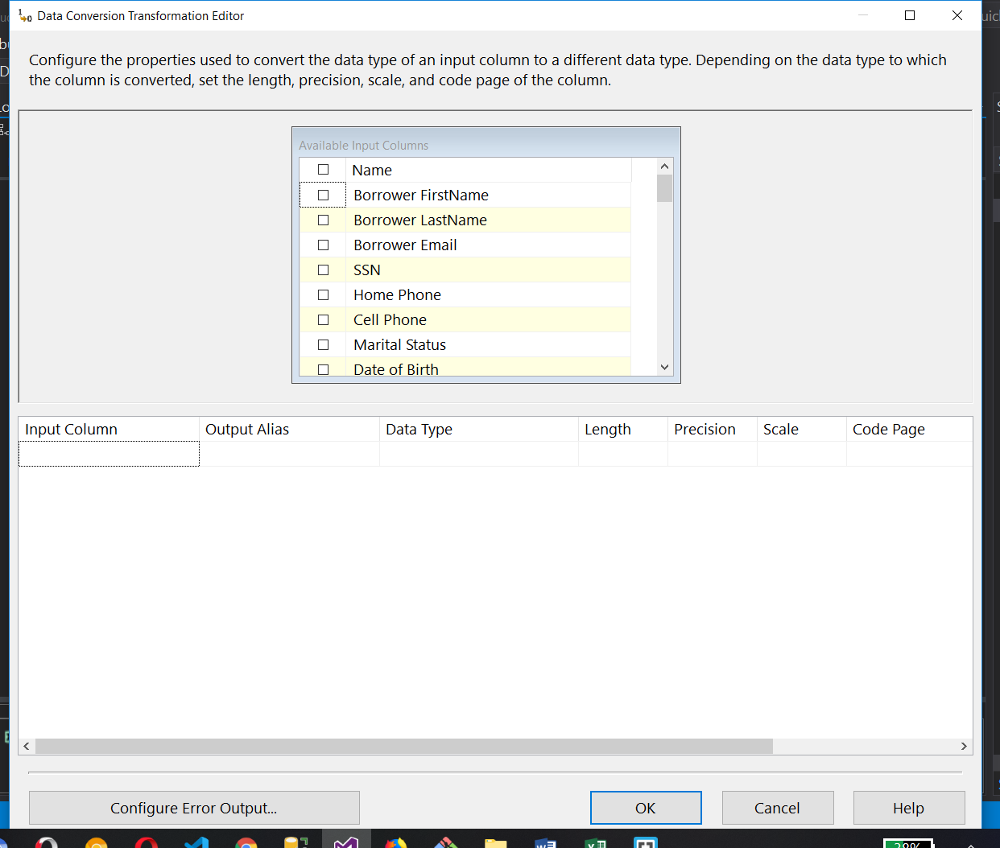 Data Conversion Transformation Editor
Configure the properties used to convert the data type of an input column to a different data type. Depending on the data type to which
the column is converted, set the length, precision, scale, and code page of the column.
Available Input Columns
Name
Borrower FirstName
Borrower LastName
Borrower Email
SSN
Home Phone
Cell Phone
Marital Status
Date of Birth
Input Column Output Alias Data Type Length Precision Scale Code Page
Configure Error Output...
OK
Cancel
Help